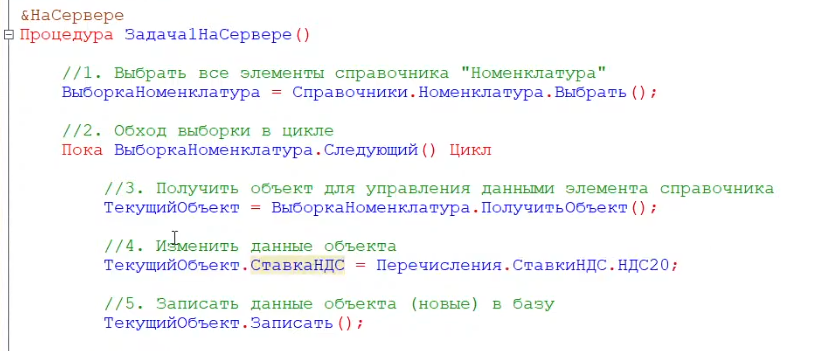 &НаСервере
Процедура Задача1НаСервере()
//1. Выбрать все элементы справочника "Номенклатура"
ВыборкаНоменклатура = Справочники.Номенклатура.Выбрать();
//2. Обход выборки в цикле
Пока ВыборкаНоменклатура.Следующий() Цикл
//3. Получить объект для управления данными элемента справочника
ТекущийОбъект = ВыборкаНоменклатура.ПолучитьОбъект();
//4. Изменить данные объекта
ТекущийОбъект.СтавкаНДС = Перечисления.СтавкиНДС.НДС20;
//5. Записать данные объекта (новые) в базу
ТекущийОбъект.Записать();